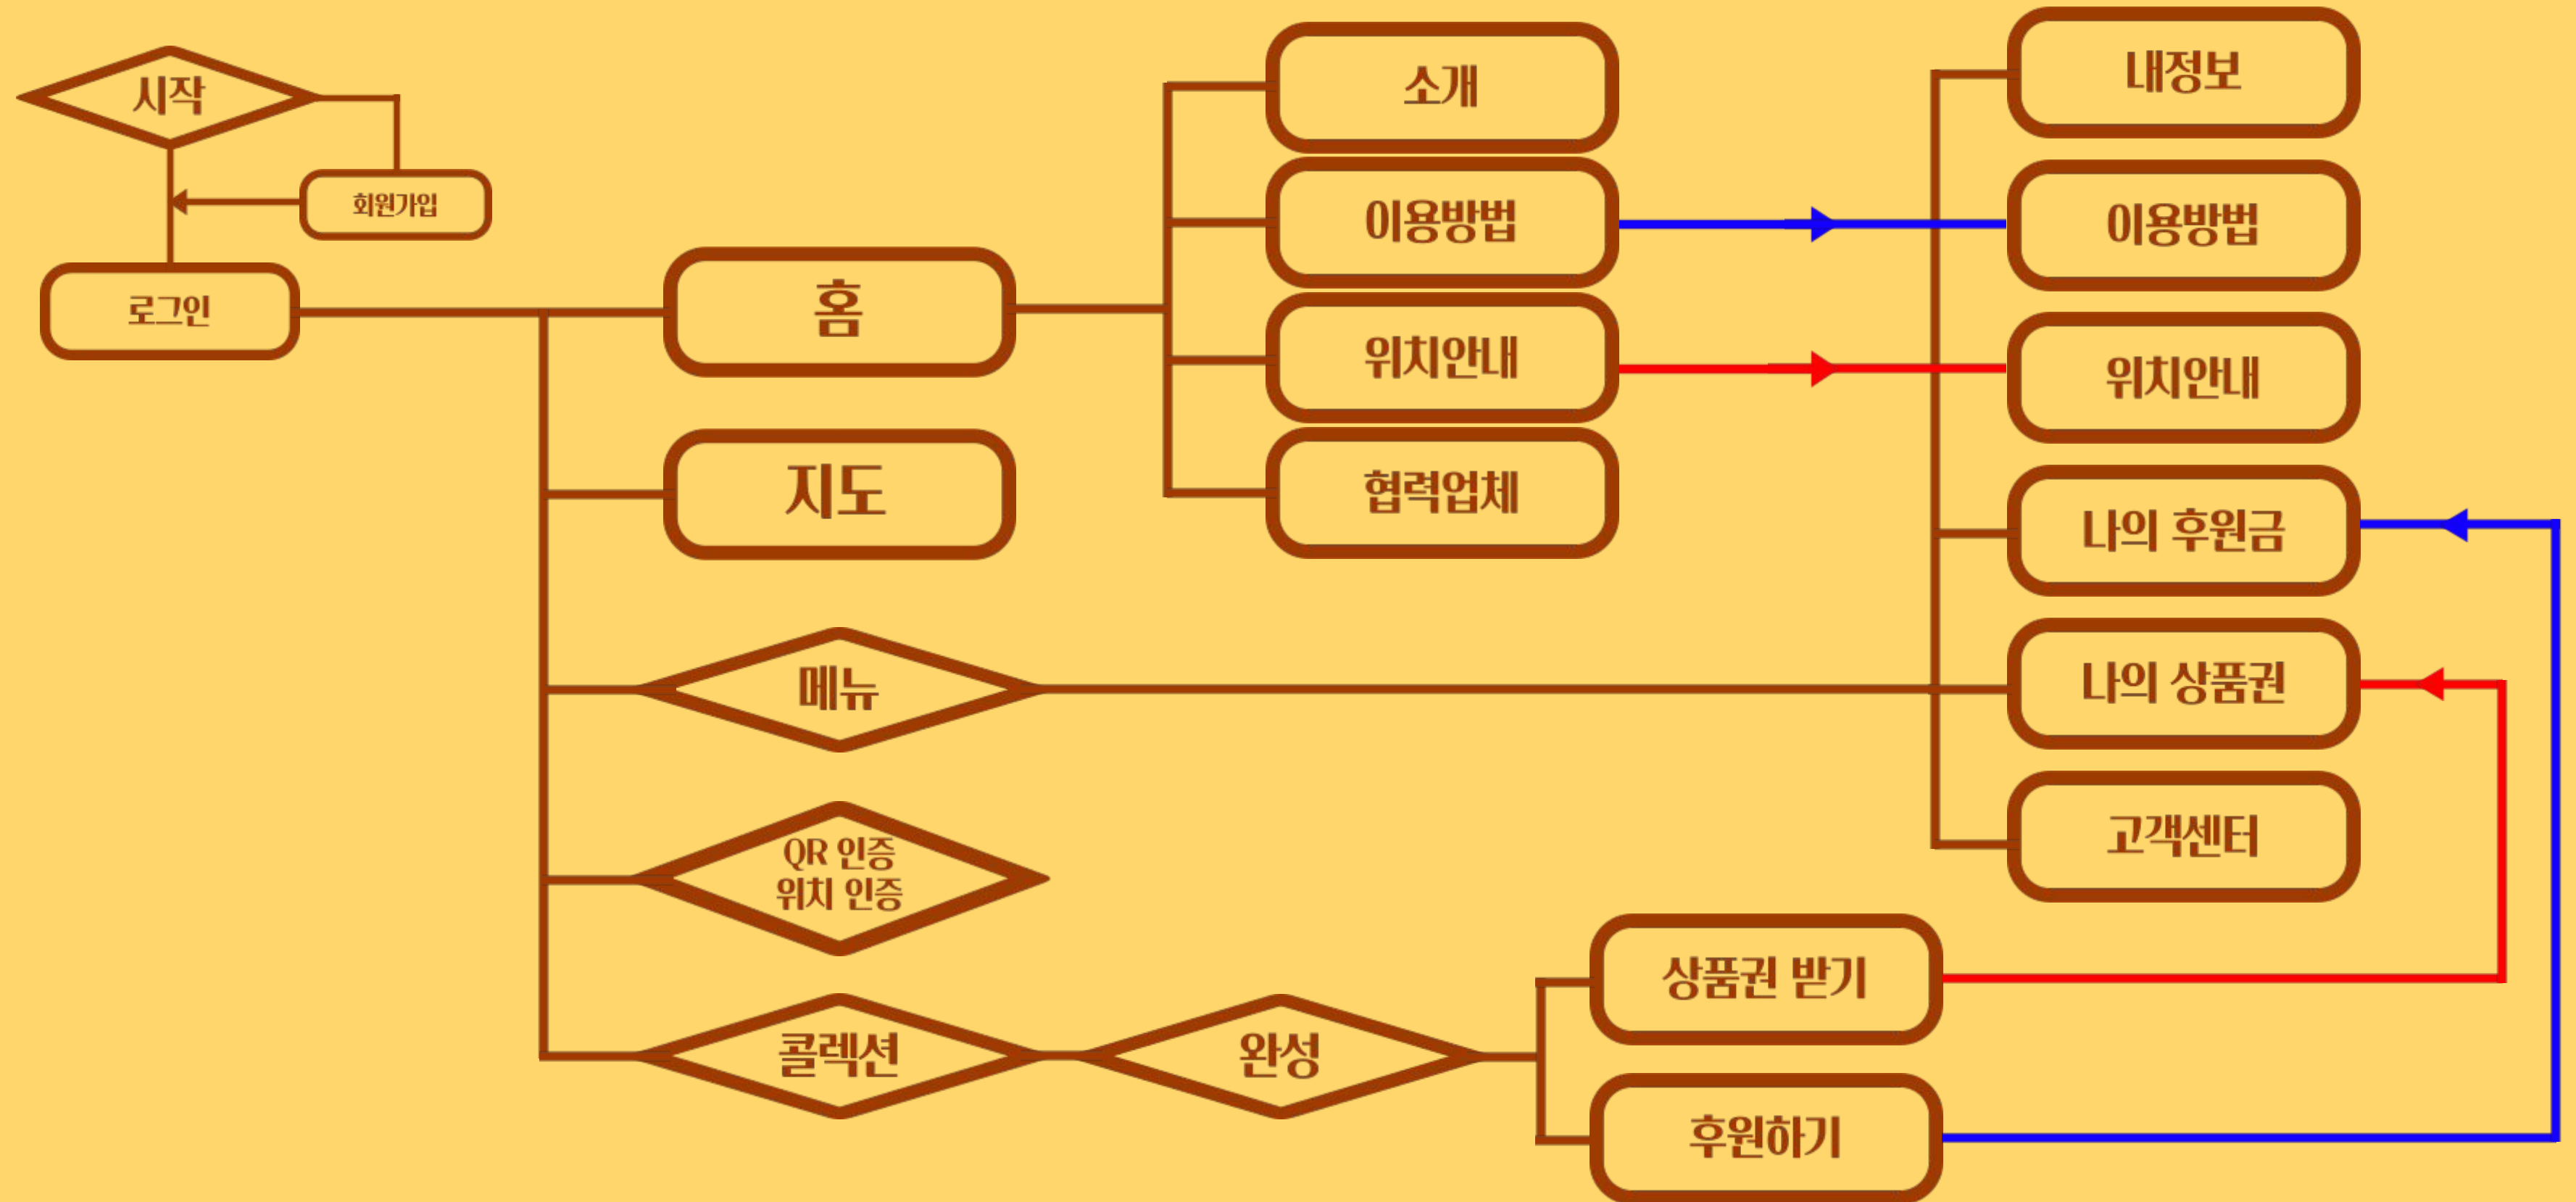 시작
회원가입
로그인
홈
지도
메뉴
QR 인증
위치 인증
콜렉션
완성
소개
이용방법
위치안내
협력업체
내정보
이용방법
위치안내
나의 후원금
나의 상품권
고객센터
상품권 받기
후원하기